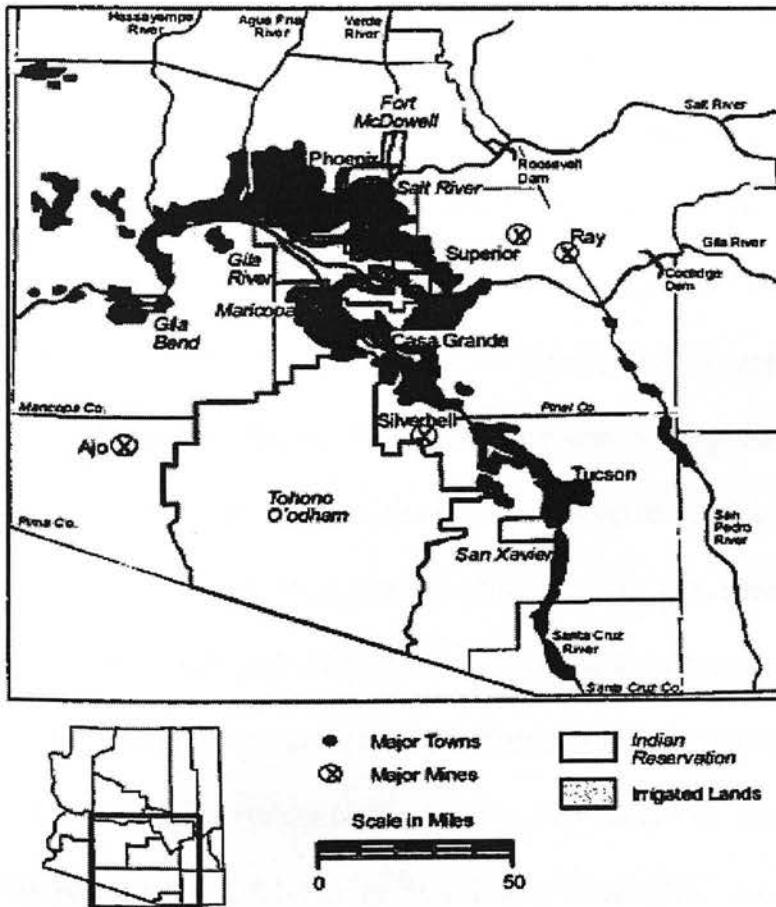 Hassayampa
River
Agua Fria
River
Verde
River
Fort
McDowell
Salt River
Phoenix
Roosevelt
Dam
Salt River
Superior
Ray
Gila River
Coolidge
Dam
Gila
River
Maricopa
Gila
Bend
Casa Grande
Maricopa Co.
Silverbell
Pinal Co.
Ajo
Tucson
Tohono
O'odham
Pima Co.
San
Pedro
River
San Xavier
Santa Cruz
River
Santa Cruz Co.
Major Towns
Major Mines
Indian
Reservation
Irrigated Lands
Scale in Miles
0 50